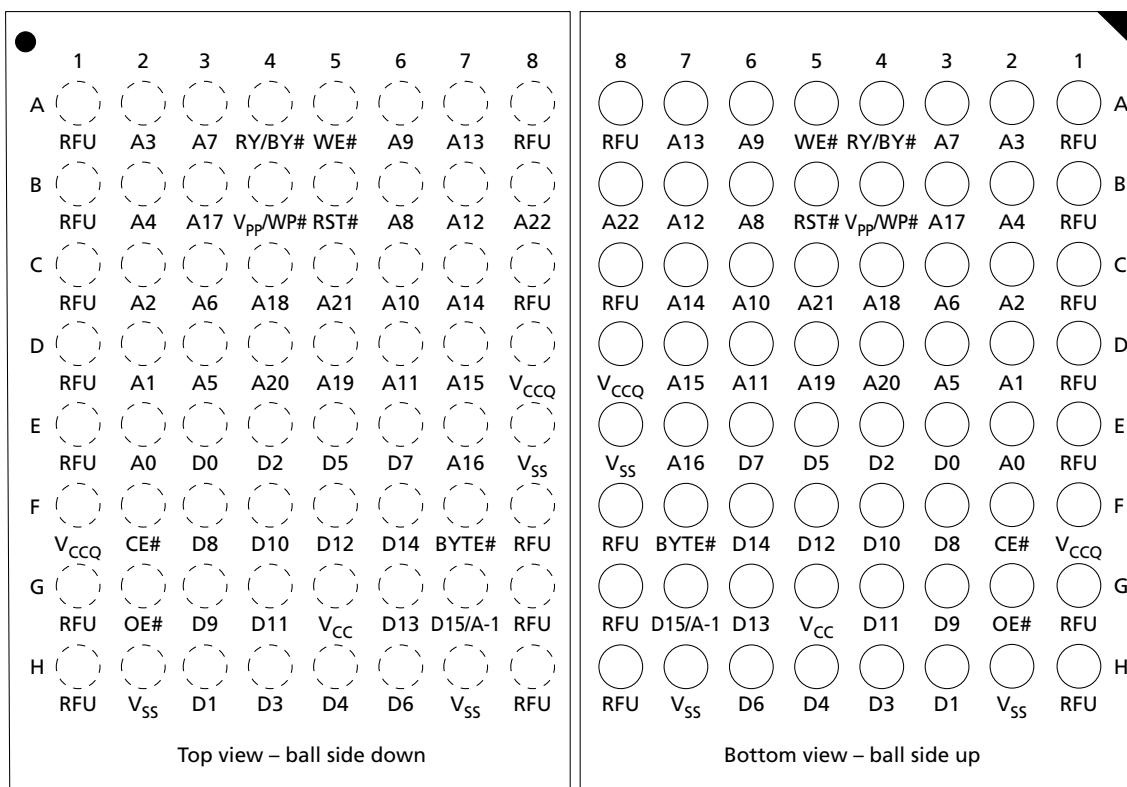 1 2 3 4 5 6 7 8
A
RFU A3 A7 RY/BY# WE# A9 A13 RFU
B
RFU A4 A17 VPP/WP# RST# A8 A12 A22
C
RFU A2 A6 A18 A21 A10 A14 RFU
D
RFU A1 A5 A20 A19 A11 A15 VCCQ
E
RFU A0 D0 D2 D5 D7 A16 VSS
F
VCCQ CE# D8 D10 D12 D14 BYTE# RFU
G
RFU OE# D9 D11 VCC D13 D15/A-1 RFU
H
RFU VSS D1 D3 D4 D6 VSS RFU
Top view – ball side down
8 7 6 5 4 3 2 1
A
RFU A13 A9 WE# RY/BY# A7 A3 RFU
B
A22 A12 A8 RST# VPP/WP# A17 A4 RFU
C
RFU A14 A10 A21 A18 A6 A2 RFU
D
VCCQ A15 A11 A19 A20 A5 A1 RFU
E
VSS A16 D7 D5 D2 D0 A0 RFU
F
RFU BYTE# D14 D12 D10 D8 CE# VCCQ
G
RFU D15/A-1 D13 VCC D11 D9 OE# RFU
H
RFU VSS D6 D4 D3 D1 VSS RFU
Bottom view – ball side up